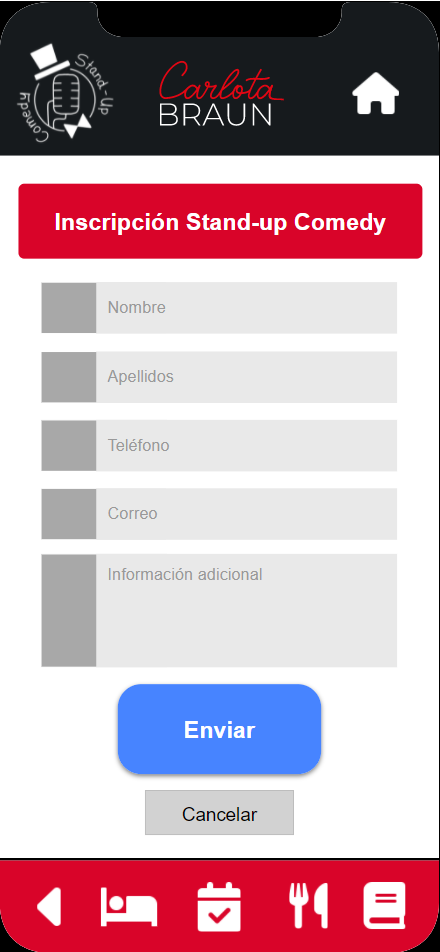 Stand-Up
Comedy
Carlota
BRAUN
Inscripción Stand-up Comedy
Nombre
Apellidos
Teléfono
Correo
Información adicional
Enviar
Cancelar